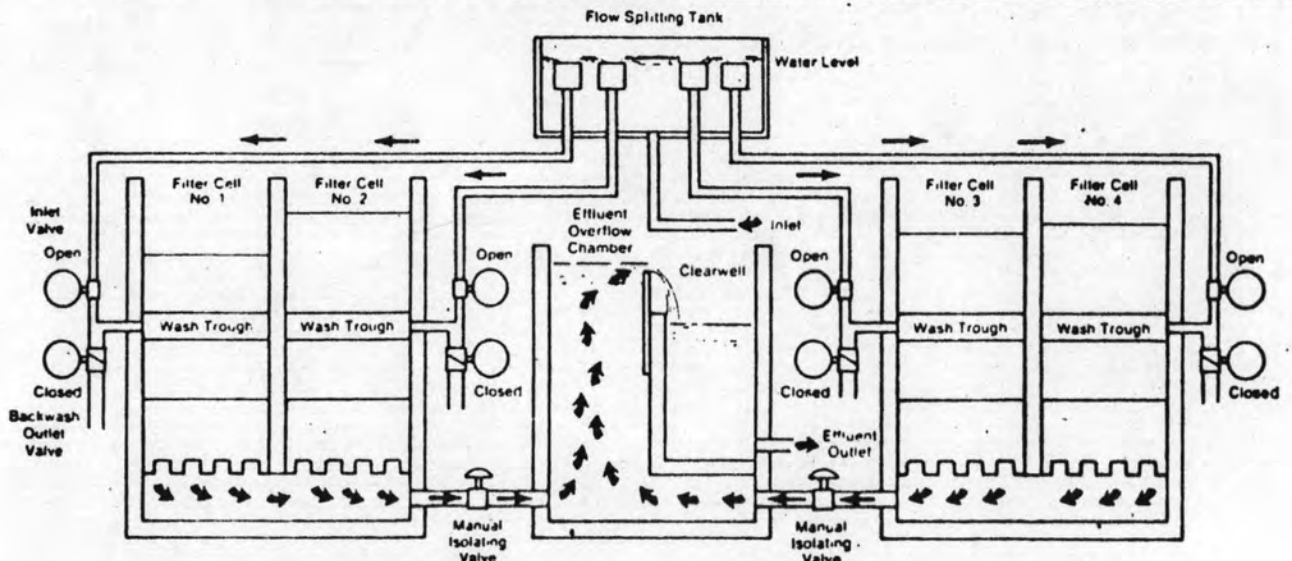 Flow Splitting Tank
Water Level
Filter Cell
No. 1
Filter Cell
No. 2
Filter Cell
No. 3
Filter Cell
No. 4
Inlet
Valve
Open
Closed
Backwash
Outlet
Valve
Wash Trough
Wash Trough
Open
Closed
Effluent
Overflow
Chamber
Inlet
Clearwell
Effluent
Outlet
Open
Closed
Wash Trough
Wash Trough
Open
Closed
Manual
Isolating
Valve
Manual
Isolating
Valve